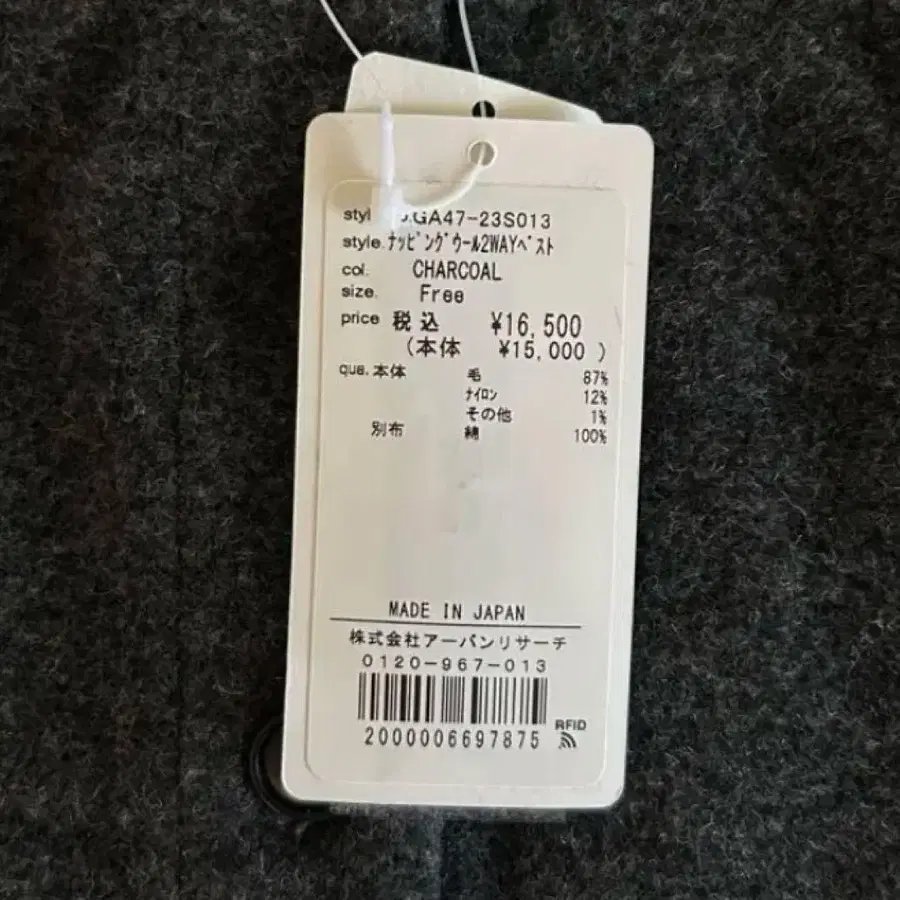 styl GA47-23S013
style. ﾅｯﾋﾟﾝｸﾞｳｰﾙ2WAYﾍﾞｽﾄ
col. CHARCOAL
size. Free
price 税込 ¥16,500
(本体 ¥15,000 )
qua. 本体 毛 87%
ﾅｲﾛﾝ 12%
その他 1%
別布 綿 100%
MADE IN JAPAN
株式会社アーバンリサーチ
0120-967-013
RFID
2000006697875